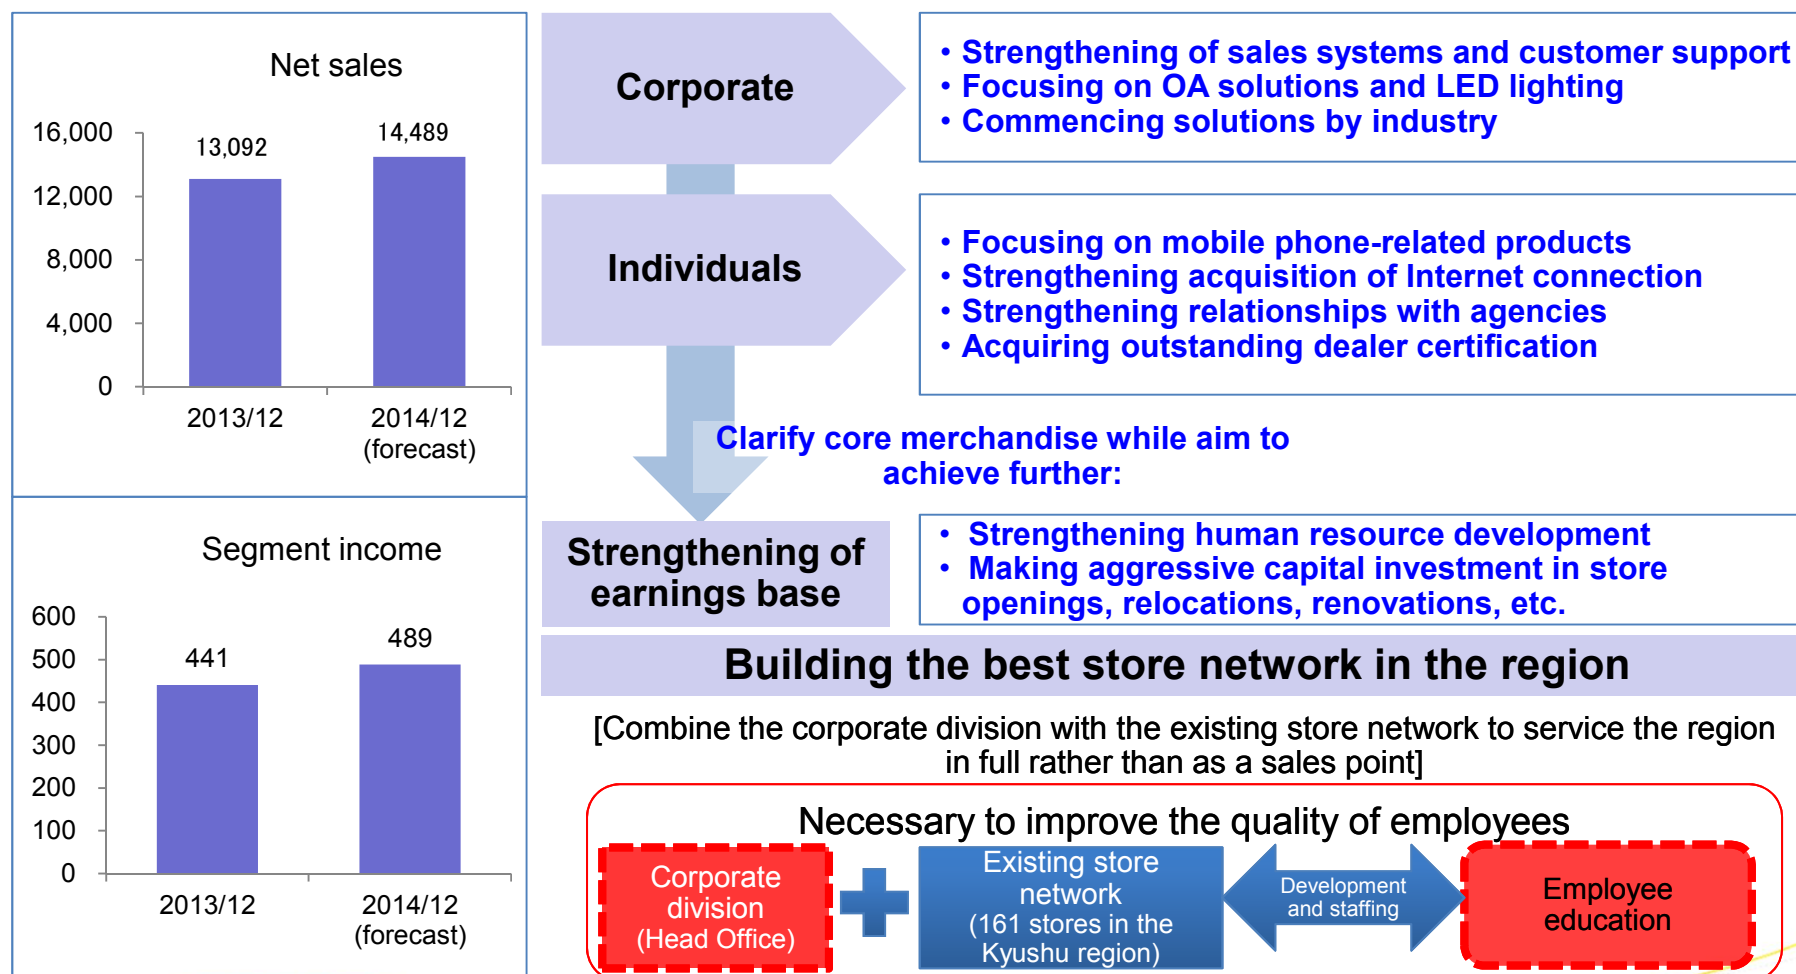 Net sales
16,000
12,000
8,000
4,000
0
13,092
14,489
2013/12
2014/12
(forecast)
Segment income
600
500
400
300
200
100
0
441
489
2013/12
2014/12
(forecast)
Corporate
• Strengthening of sales systems and customer support
• Focusing on OA solutions and LED lighting
• Commencing solutions by industry
Individuals
• Focusing on mobile phone-related products
• Strengthening acquisition of Internet connection
• Strengthening relationships with agencies
• Acquiring outstanding dealer certification
Clarify core merchandise while aim to
achieve further:
Strengthening of
earnings base
• Strengthening human resource development
• Making aggressive capital investment in store
openings, relocations, renovations, etc.
Building the best store network in the region
[Combine the corporate division with the existing store network to service the region
in full rather than as a sales point]
Necessary to improve the quality of employees
Corporate
division
(Head Office)
Existing store
network
(161 stores in the
Kyushu region)
Development
and staffing
Employee
education